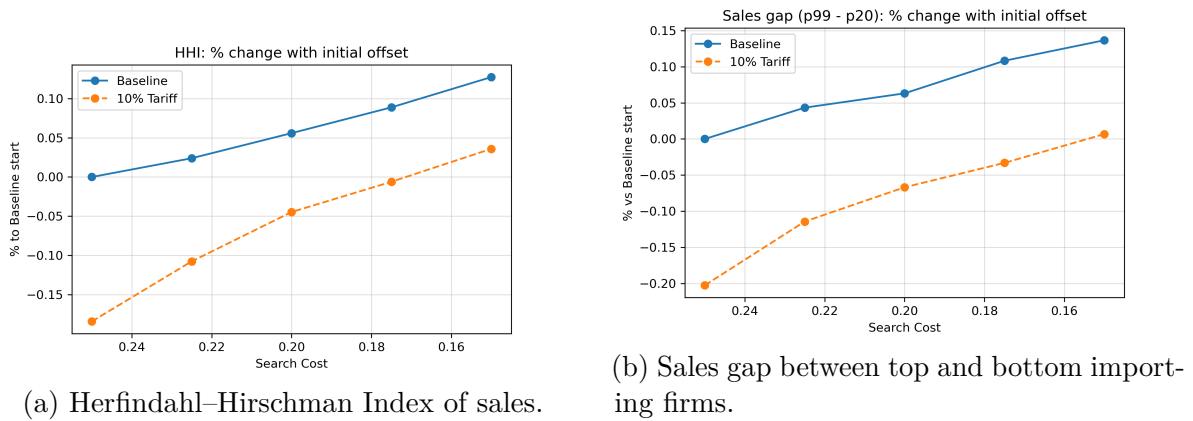 HHI: % change with initial offset
Baseline
10% Tariff
% to Baseline start
0.10
0.05
0.00
−0.05
−0.10
−0.15
0.24 0.22 0.20 0.18 0.16
Search Cost
(a) Herfindahl–Hirschman Index of sales.
Sales gap (p99 - p20): % change with initial offset
Baseline
10% Tariff
% vs Baseline start
0.15
0.10
0.05
0.00
−0.05
−0.10
−0.15
−0.20
0.24 0.22 0.20 0.18 0.16
Search Cost
(b) Sales gap between top and bottom import-
ing firms.